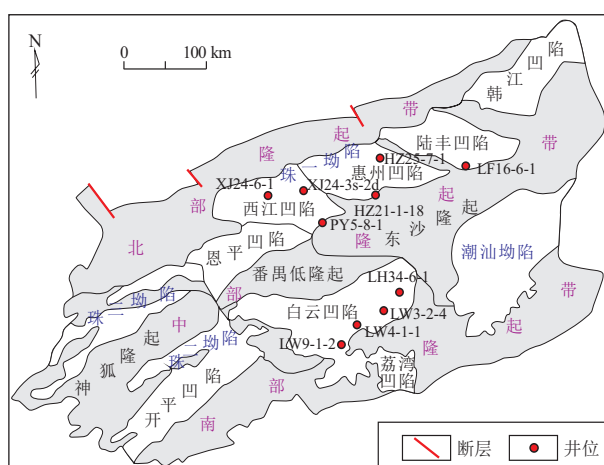 N
0 100 km
韩江凹陷
北部隆起带
陆丰凹陷
珠一坳陷
惠州凹陷
HZ25-7-1
LF16-6-1
XJ24-6-1
XJ24-3s-2d
西江凹陷
HZ21-1-18
PY5-8-1
东沙隆起
中部隆起带
恩平凹陷
潮汕坳陷
番禺低隆起
LH34-6-1
珠三坳陷
白云凹陷
LW3-2-4
LW4-1-1
珠二坳陷
LW9-1-2
神狐隆起
荔湾凹陷
开平凹陷
南部隆起带
断层
井位